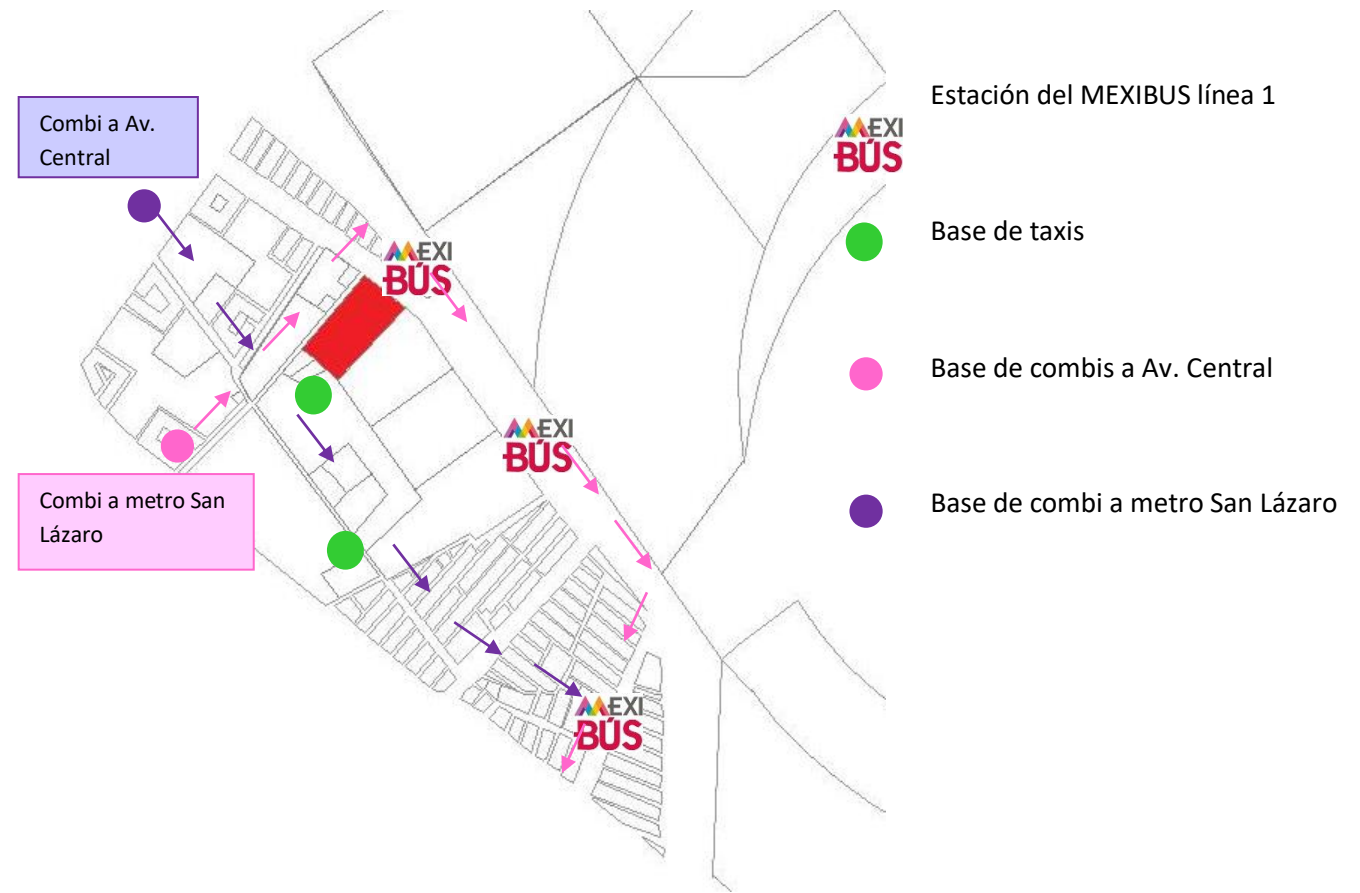 Estación del MEXIBUS línea 1
Combi a Av.
Central
MEXI
BÚS
Base de taxis
MEXI
BÚS
Base de combis a Av. Central
MEXI
BÚS
Combi a metro San
Lázaro
Base de combi a metro San Lázaro
MEXI
BÚS